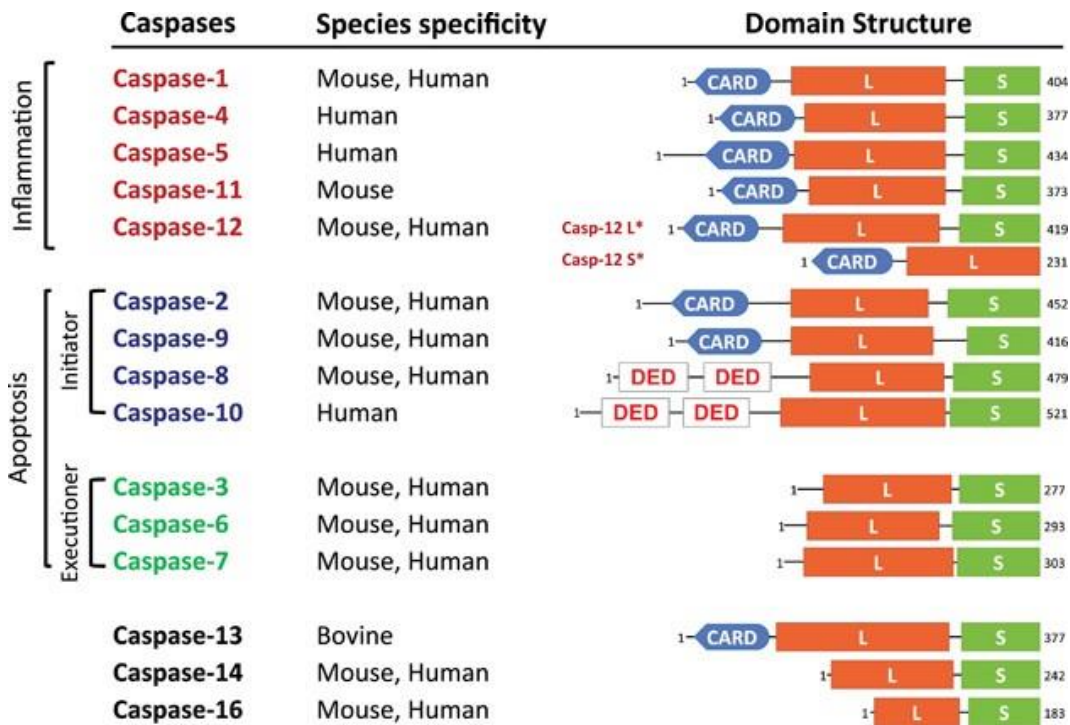 Caspases Species specificity Domain Structure
Inflammation
Caspase-1 Mouse, Human 1 CARD L S 404
Caspase-4 Human 1 CARD L S 377
Caspase-5 Human 1 CARD L S 434
Caspase-11 Mouse 1 CARD L S 373
Caspase-12 Mouse, Human Casp-12 L* 1 CARD L S 419
Casp-12 S* 1 CARD L 231
Apoptosis
Initiator
Caspase-2 Mouse, Human 1 CARD L S 452
Caspase-9 Mouse, Human 1 CARD L S 416
Caspase-8 Mouse, Human 1 DED DED L S 479
Caspase-10 Human 1 DED DED L S 521
Executioner
Caspase-3 Mouse, Human 1 L S 277
Caspase-6 Mouse, Human 1 L S 293
Caspase-7 Mouse, Human 1 L S 303
Caspase-13 Bovine 1 CARD L S 377
Caspase-14 Mouse, Human 1 L S 242
Caspase-16 Mouse, Human 1 L S 183